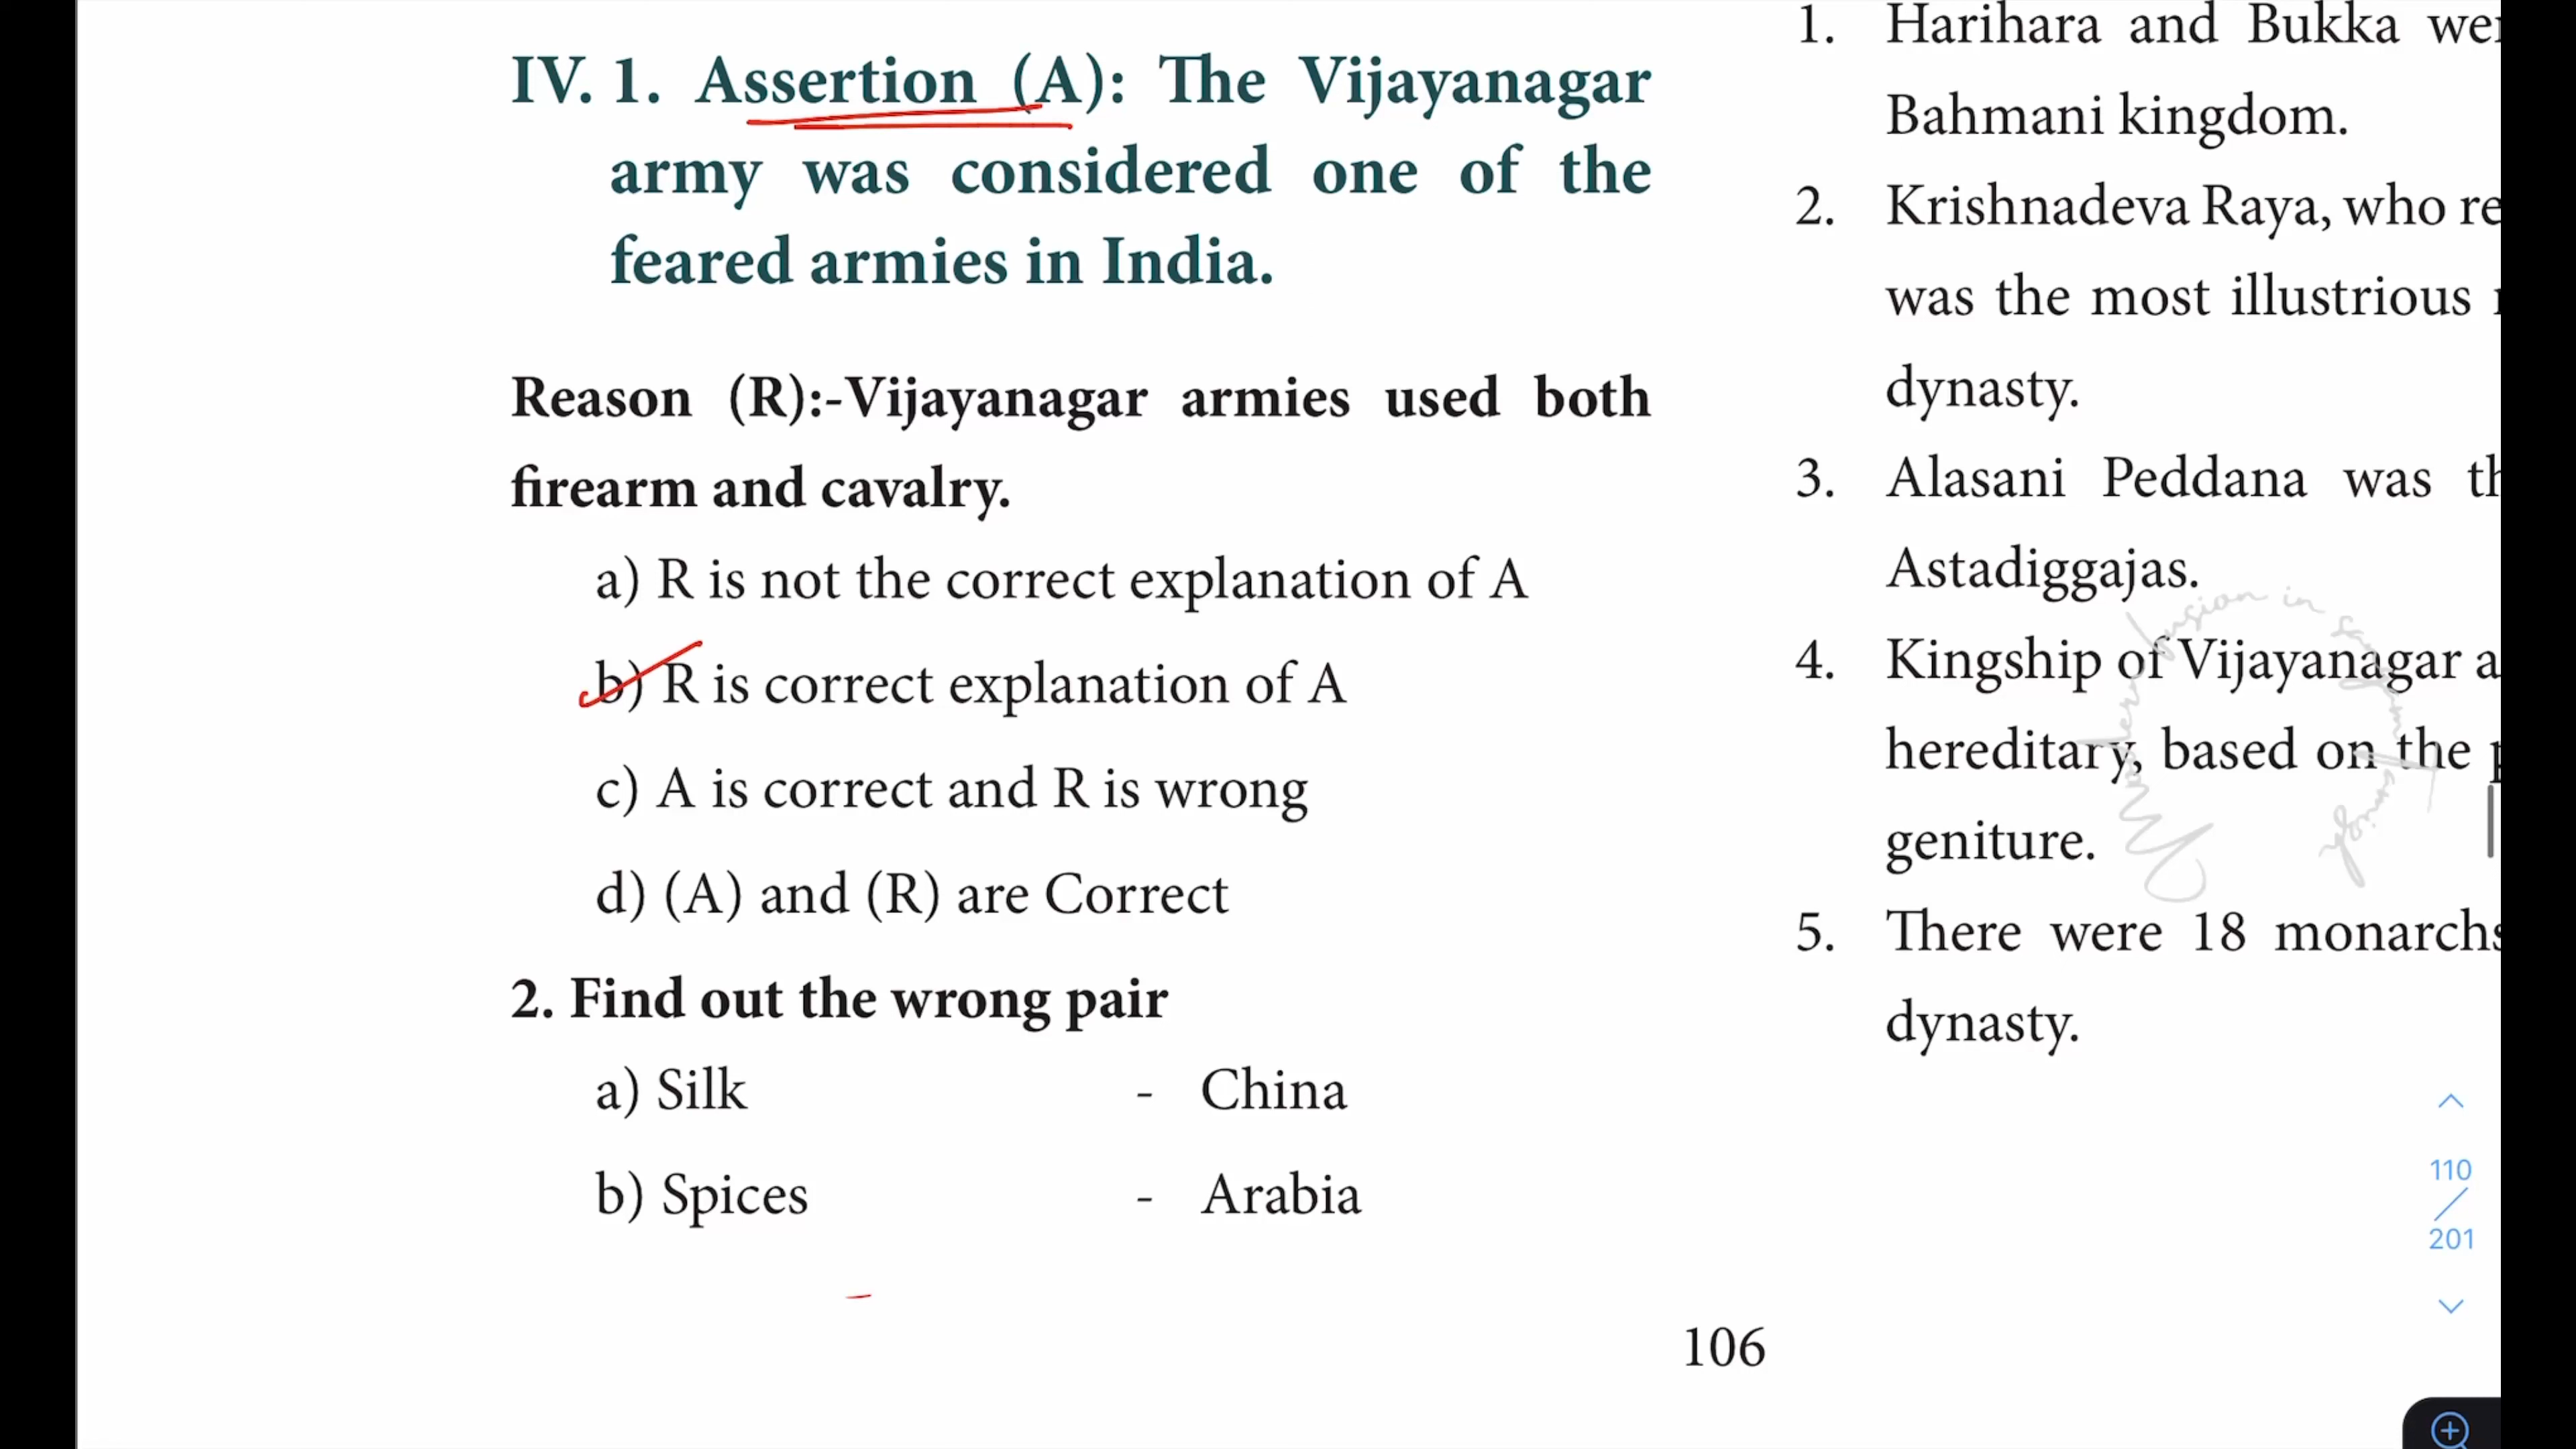 IV. 1. Assertion (A): The Vijayanagar
army was considered one of the
feared armies in India.
Reason (R):-Vijayanagar armies used both
firearm and cavalry.
a) R is not the correct explanation of A
b) R is correct explanation of A
c) A is correct and R is wrong
d) (A) and (R) are Correct
2. Find out the wrong pair
a) Silk - China
b) Spices - Arabia
1. Harihara and Bukka
Bahmani kingdom.
2. Krishnadeva Raya, who
was the most illustrious
dynasty.
3. Alasani Peddana was
Astadiggajas.
4. Kingship of Vijayanagar
hereditary, based on the
geniture.
5. There were 18 monarchs
dynasty.
110
/
201
106